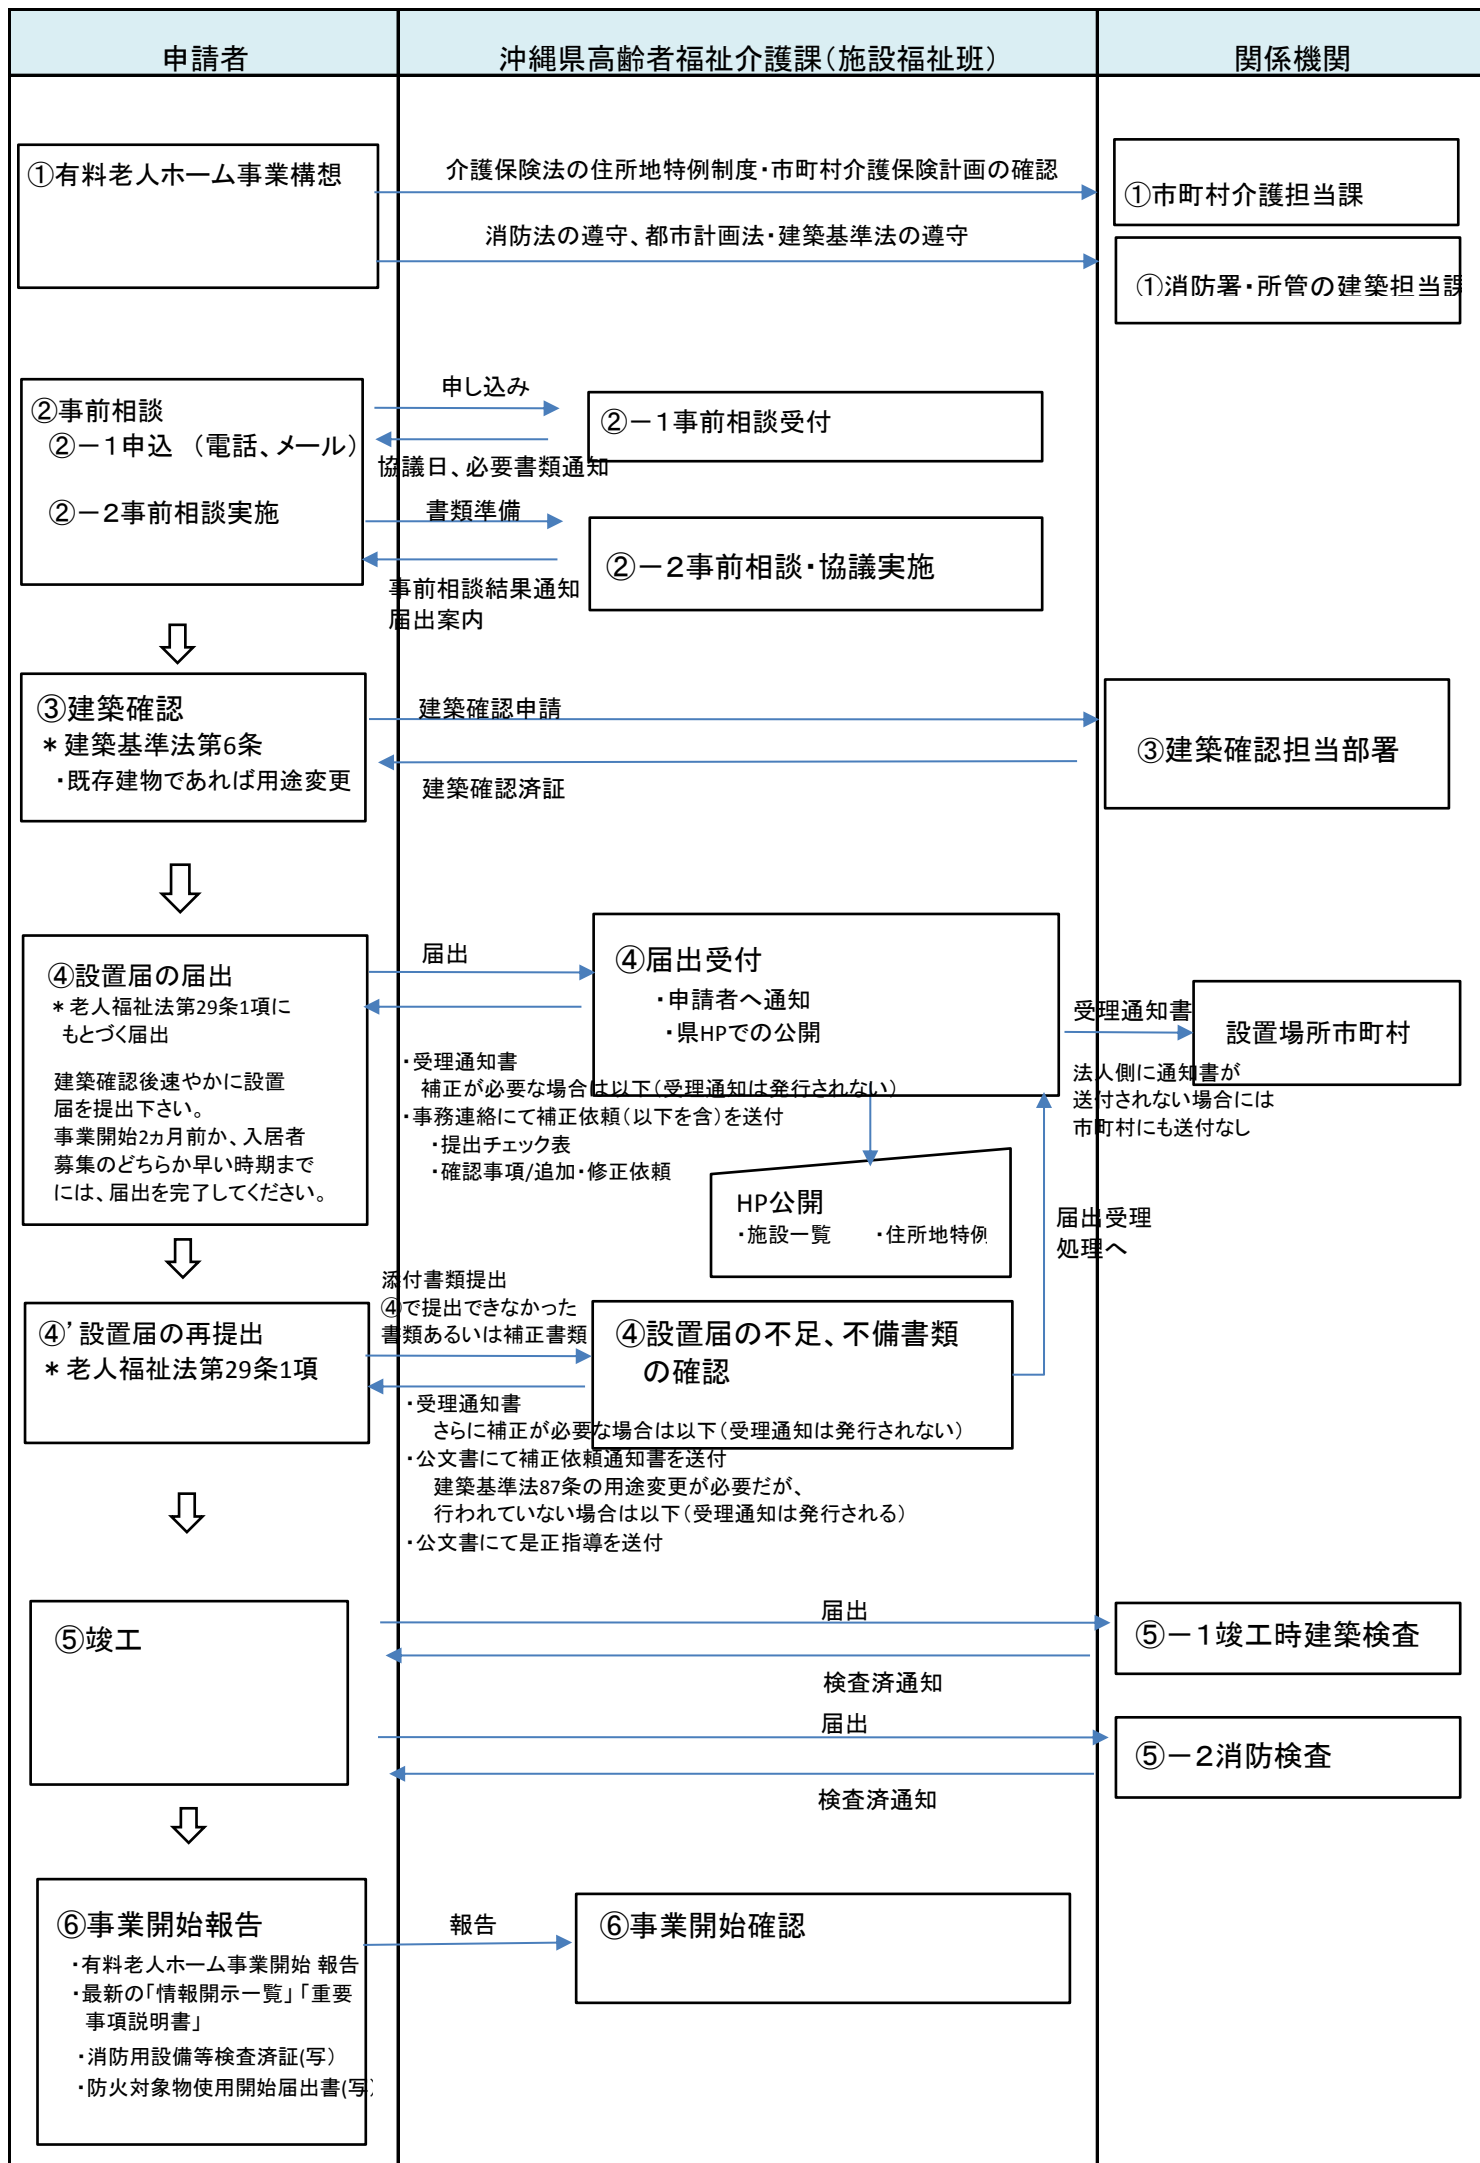 申請者
沖縄県高齢者福祉介護課(施設福祉班)
関係機関
①有料老人ホーム事業構想
介護保険法の住所地特例制度・市町村介護保険計画の確認
①市町村介護担当課
消防法の遵守、都市計画法・建築基準法の遵守
①消防署・所管の建築担当課
②事前相談
②－1申込 (電話、メール)
②－2事前相談実施
申し込み
②－1事前相談受付
協議日、必要書類通知
書類準備
②－2事前相談・協議実施
事前相談結果通知
届出案内
③建築確認
＊建築基準法第6条
・既存建物であれば用途変更
建築確認申請
建築確認済証
③建築確認担当部署
④設置届の届出
＊老人福祉法第29条1項に
もとづく届出
建築確認後速やかに設置
届を提出下さい。
事業開始2ヵ月前か、入居者
募集のどちらか早い時期まで
には、届出を完了してください。
届出
④届出受付
・申請者へ通知
・県HPでの公開
受理通知書
設置場所市町村
法人側に通知書が
送付されない場合には
市町村にも送付なし
・受理通知書
補正が必要な場合は以下(受理通知は発行されない)
・事務連絡にて補正依頼(以下を含)を送付
・提出チェック表
・確認事項/追加・修正依頼
HP公開
・施設一覧 ・住所地特例
届出受理
処理へ
④’設置届の再提出
＊老人福祉法第29条1項
添付書類提出
④で提出できなかった
書類あるいは補正書類
④設置届の不足、不備書類
の確認
・受理通知書
さらに補正が必要な場合は以下(受理通知は発行されない)
・公文書にて補正依頼通知書を送付
建築基準法87条の用途変更が必要だが、
行われていない場合は以下(受理通知は発行される)
・公文書にて是正指導を送付
⑤竣工
届出
⑤－1竣工時建築検査
検査済通知
届出
⑤－2消防検査
検査済通知
⑥事業開始報告
・有料老人ホーム事業開始 報告
・最新の「情報開示一覧」「重要
事項説明書」
・消防用設備等検査済証(写)
・防火対象物使用開始届出書(写)
報告
⑥事業開始確認